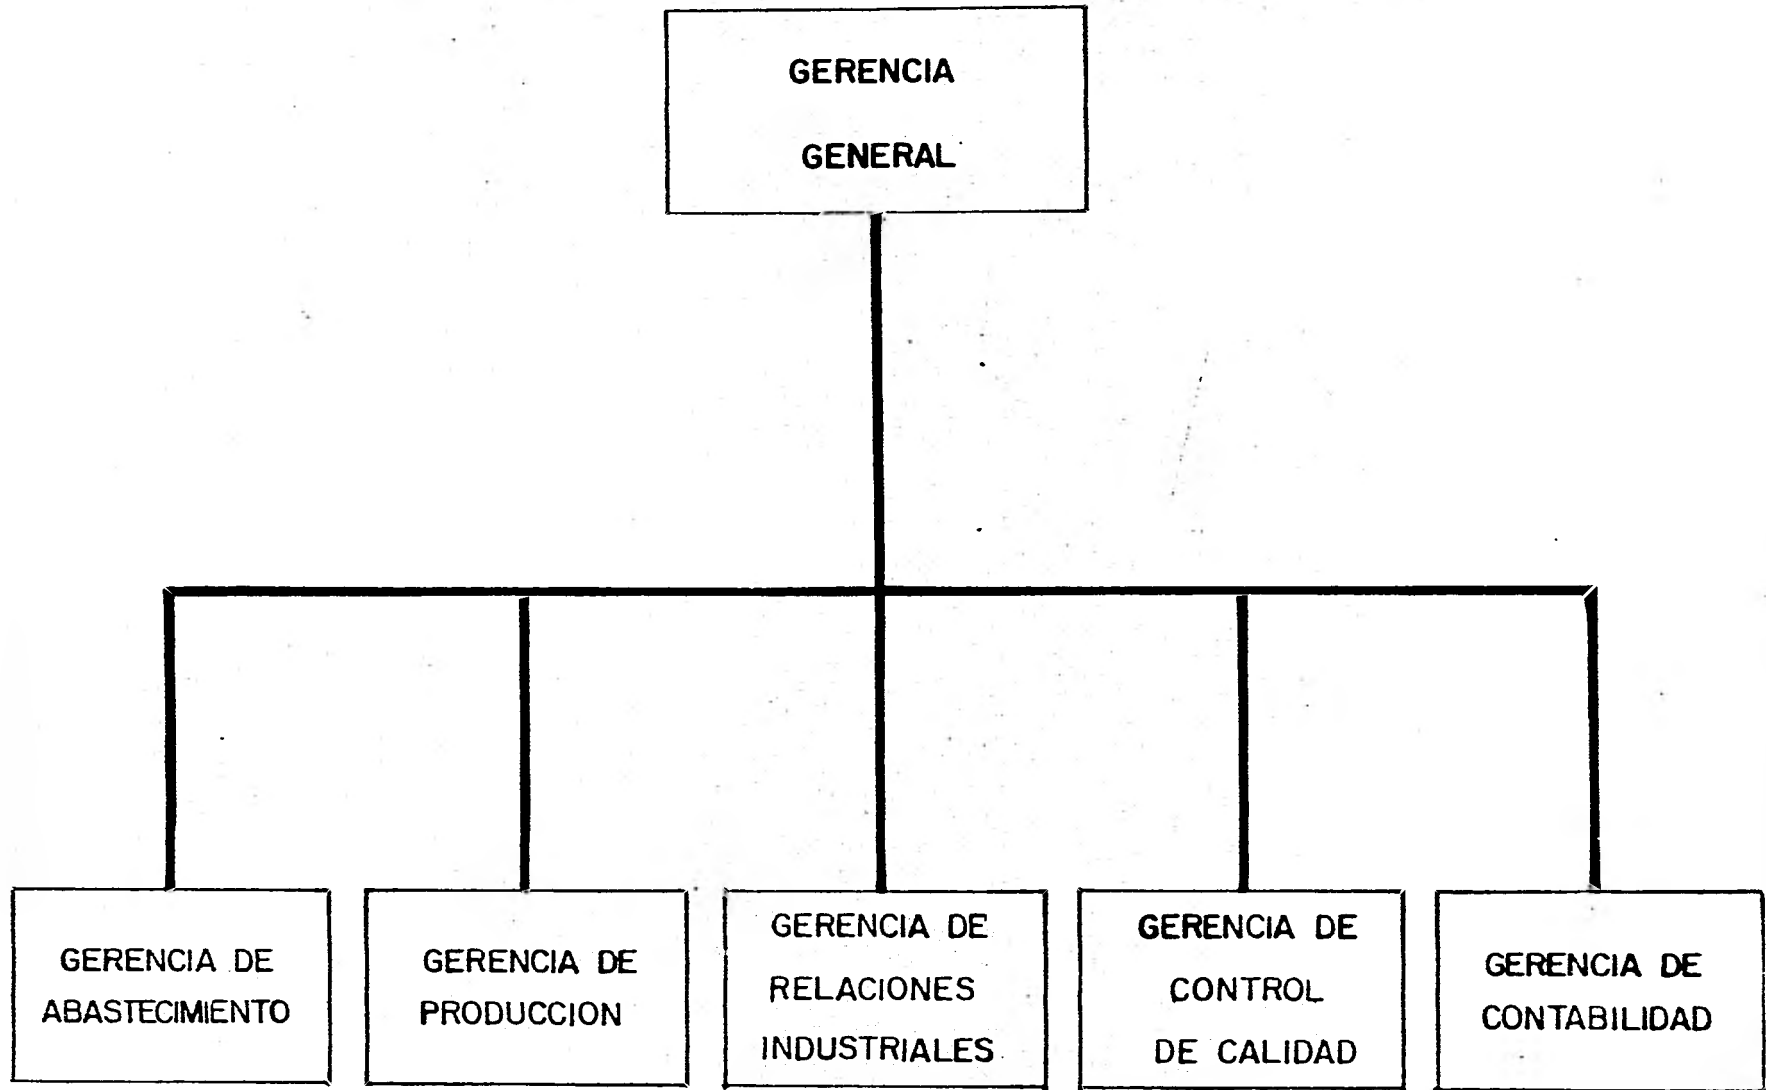 GERENCIA
GENERAL
GERENCIA DE
ABASTECIMIENTO
GERENCIA DE
PRODUCCION
GERENCIA DE
RELACIONES
INDUSTRIALES
GERENCIA DE
CONTROL
DE CALIDAD
GERENCIA DE
CONTABILIDAD